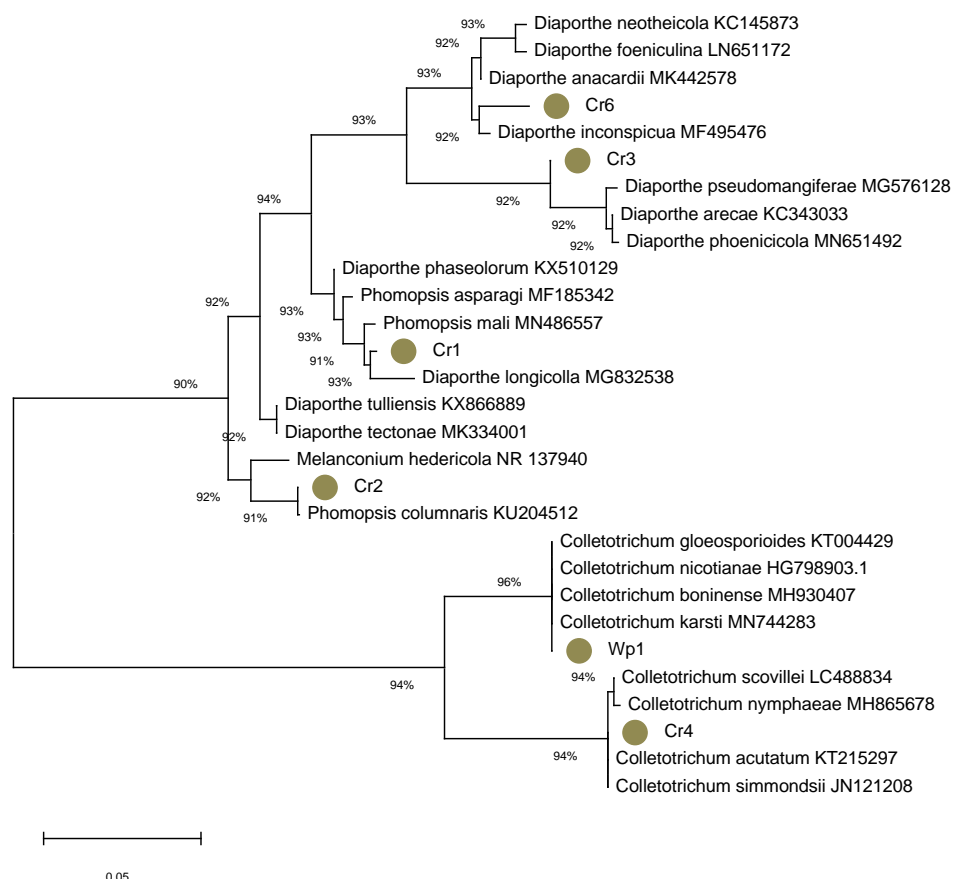 93%
Diaporthe neotheicola KC145873
92%
Diaporthe foeniculina LN651172
93%
Diaporthe anacardii MK442578
Cr6
93%
92%
Diaporthe inconspicua MF495476
Cr3
Diaporthe pseudomangiferae MG576128
94%
92%
Diaporthe arecae KC343033
92%
Diaporthe phoenicicola MN651492
92%
Diaporthe phaseolorum KX510129
Phomopsis asparagi MF185342
92%
93%
Phomopsis mali MN486557
93%
Cr1
91%
Diaporthe longicolla MG832538
93%
90%
Diaporthe tulliensis KX866889
Diaporthe tectonae MK334001
92%
Melanconium hedericola NR 137940
Cr2
92%
Phomopsis columnaris KU204512
91%
Colletotrichum gloeosporioides KT004429
Colletotrichum nicotianae HG798903.1
96%
Colletotrichum boninense MH930407
Colletotrichum karsti MN744283
Wp1
94%
Colletotrichum scovillei LC488834
94%
Colletotrichum nymphaeae MH865678
Cr4
94%
Colletotrichum acutatum KT215297
Colletotrichum simmondsii JN121208
0.05